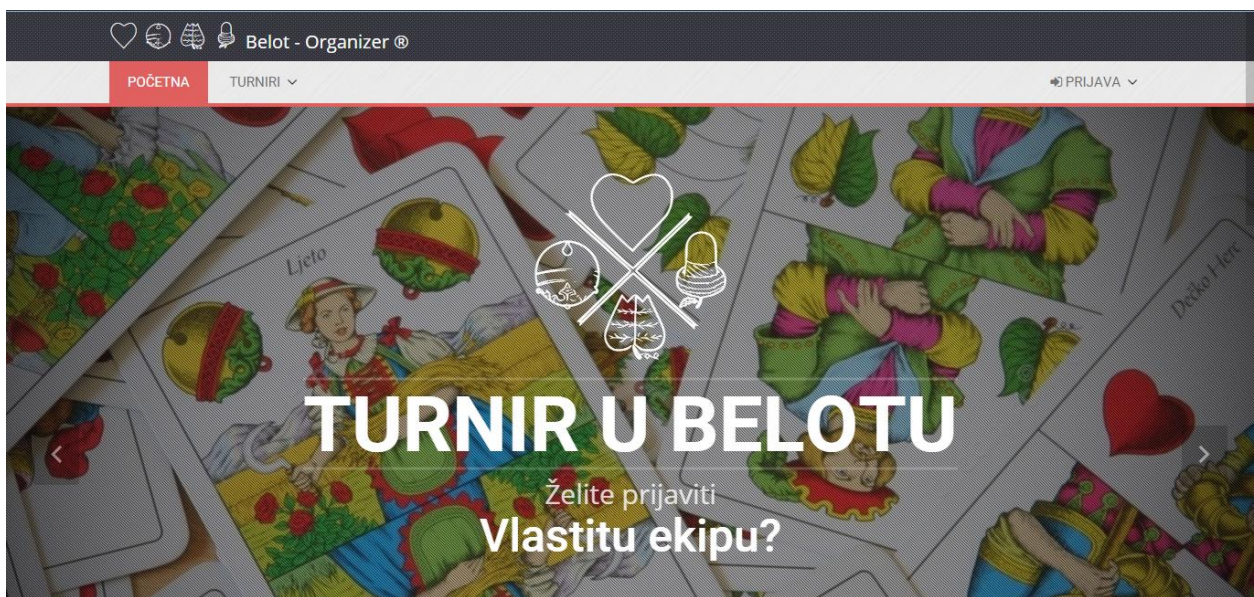 Belot - Organizer ®
POČETNA
TURNIRI
PRIJAVA
Ljeto
Dečko Herc
TURNIR U BELOTU
Želite prijaviti
Vlastitu ekipu?